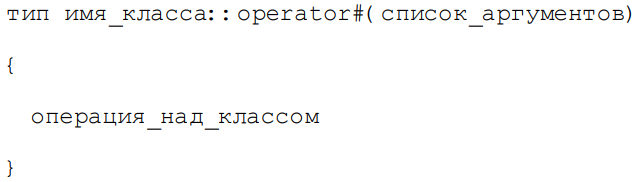 тип имя_класса::operator#(список_аргументов)
{
операция_над_классом
}